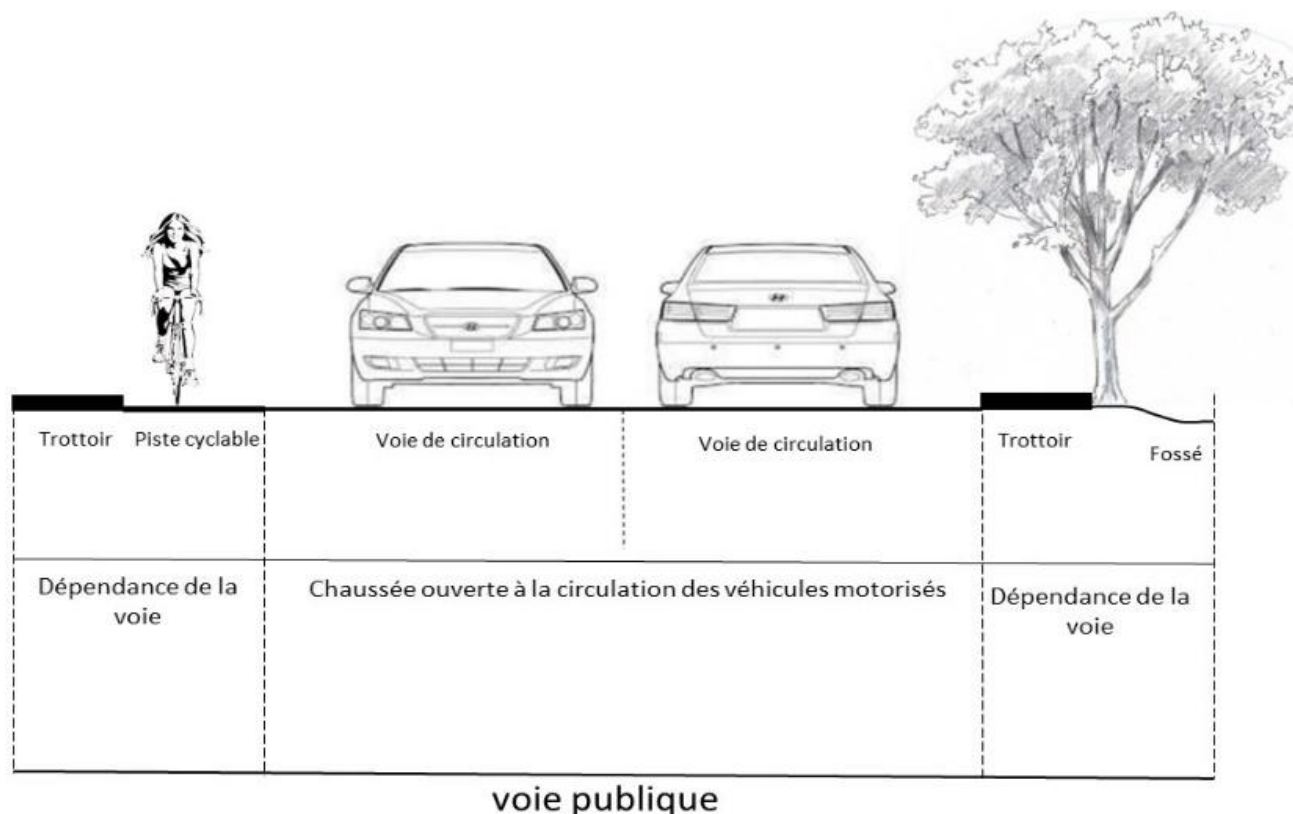 Trottoir
Piste cyclable
Voie de circulation
Voie de circulation
Trottoir
Fossé
Dépendance de la
voie
Chaussée ouverte à la circulation des véhicules motorisés
Dépendance de la
voie
voie publique